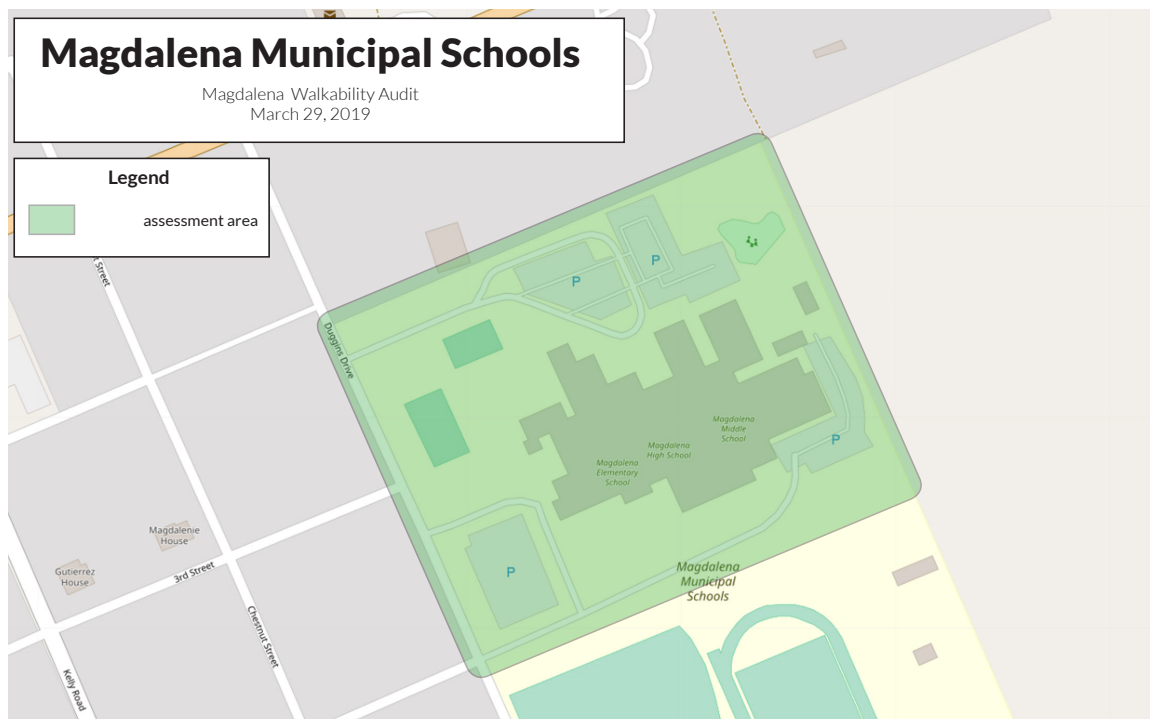 Magdalena Municipal Schools
Magdalena Walkability Audit
March 29, 2019
Legend
assessment area
t Street
Duggins Drive
P
P
Magdalena
Middle
School
Magdalena
High School
Magdalena
Elementary
School
P
Magdalenie
House
Gutierrez
House
3rd Street
P
Magdalena
Municipal
Schools
Chestnut Street
Kelly Road